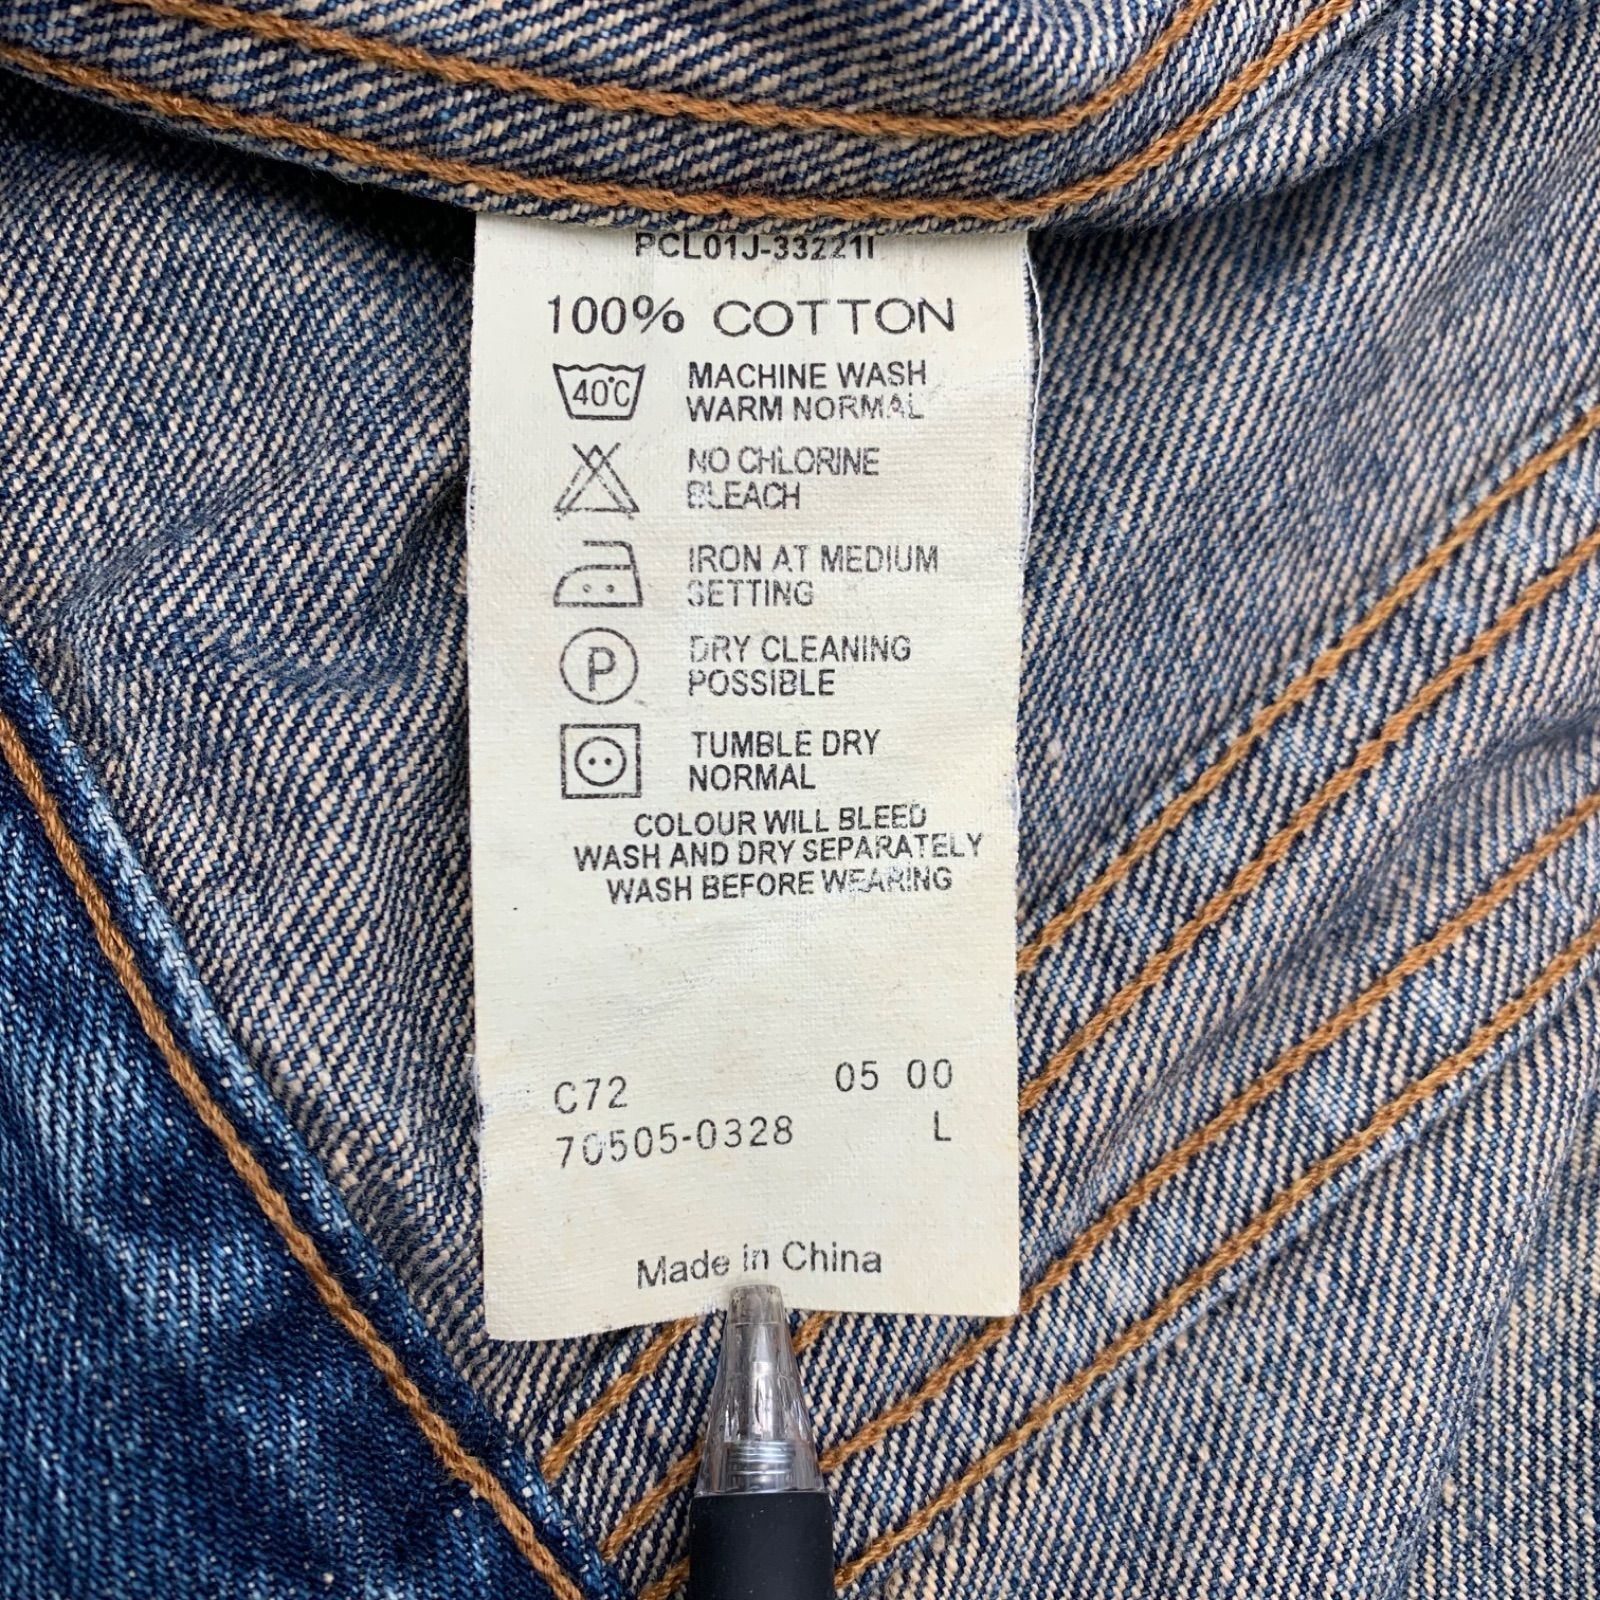 PCL01J-33221I
100% COTTON
40°C MACHINE WASH
WARM NORMAL
NO CHLORINE
BLEACH
IRON AT MEDIUM
SETTING
P DRY CLEANING
POSSIBLE
TUMBLE DRY
NORMAL
COLOUR WILL BLEED
WASH AND DRY SEPARATELY
WASH BEFORE WEARING
C72 05 00
70505-0328 L
Made in China